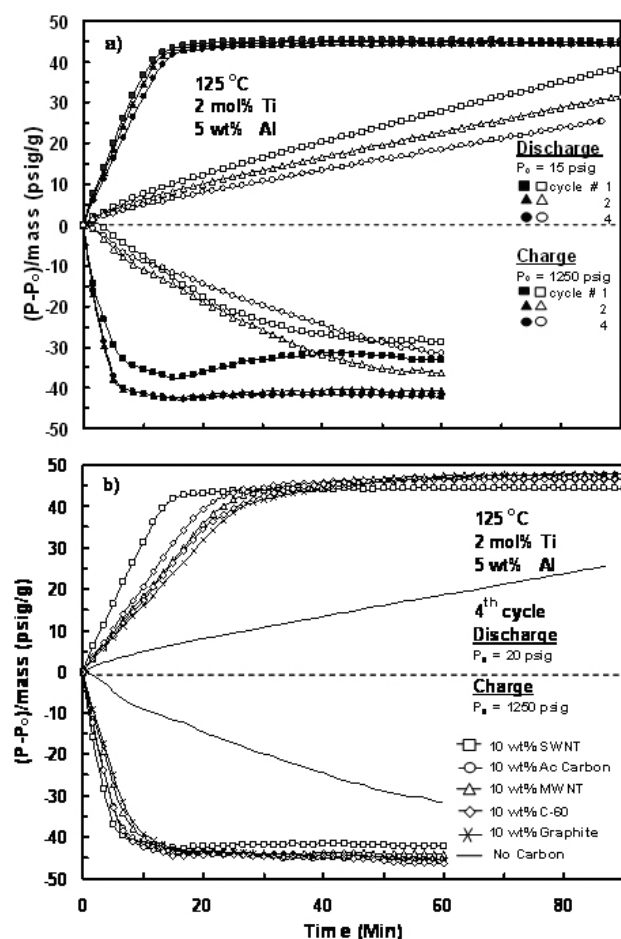 50
a)
40
125 °C
30
2 mol% Ti
5 wt% Al
20
Discharge
P₀ = 15 psig
10
cycle # 1
2
0
4
Charge
-10
P₀ = 1250 psig
cycle # 1
-20
2
4
-30
-40
-50
(P-P₀)/mass (psig/g)
50
b)
40
125 °C
30
2 mol% Ti
5 wt% Al
20
4th cycle
10
Discharge
Pₒ = 20 psig
0
Charge
Pₒ = 1250 psig
-10
10 wt% SWNT
-20
10 wt% Ac Carbon
10 wt% MWNT
-30
10 wt% C-60
10 wt% Graphite
-40
No Carbon
-50
(P-P₀)/mass (psig/g)
0 20 40 60 80
Time (Min)